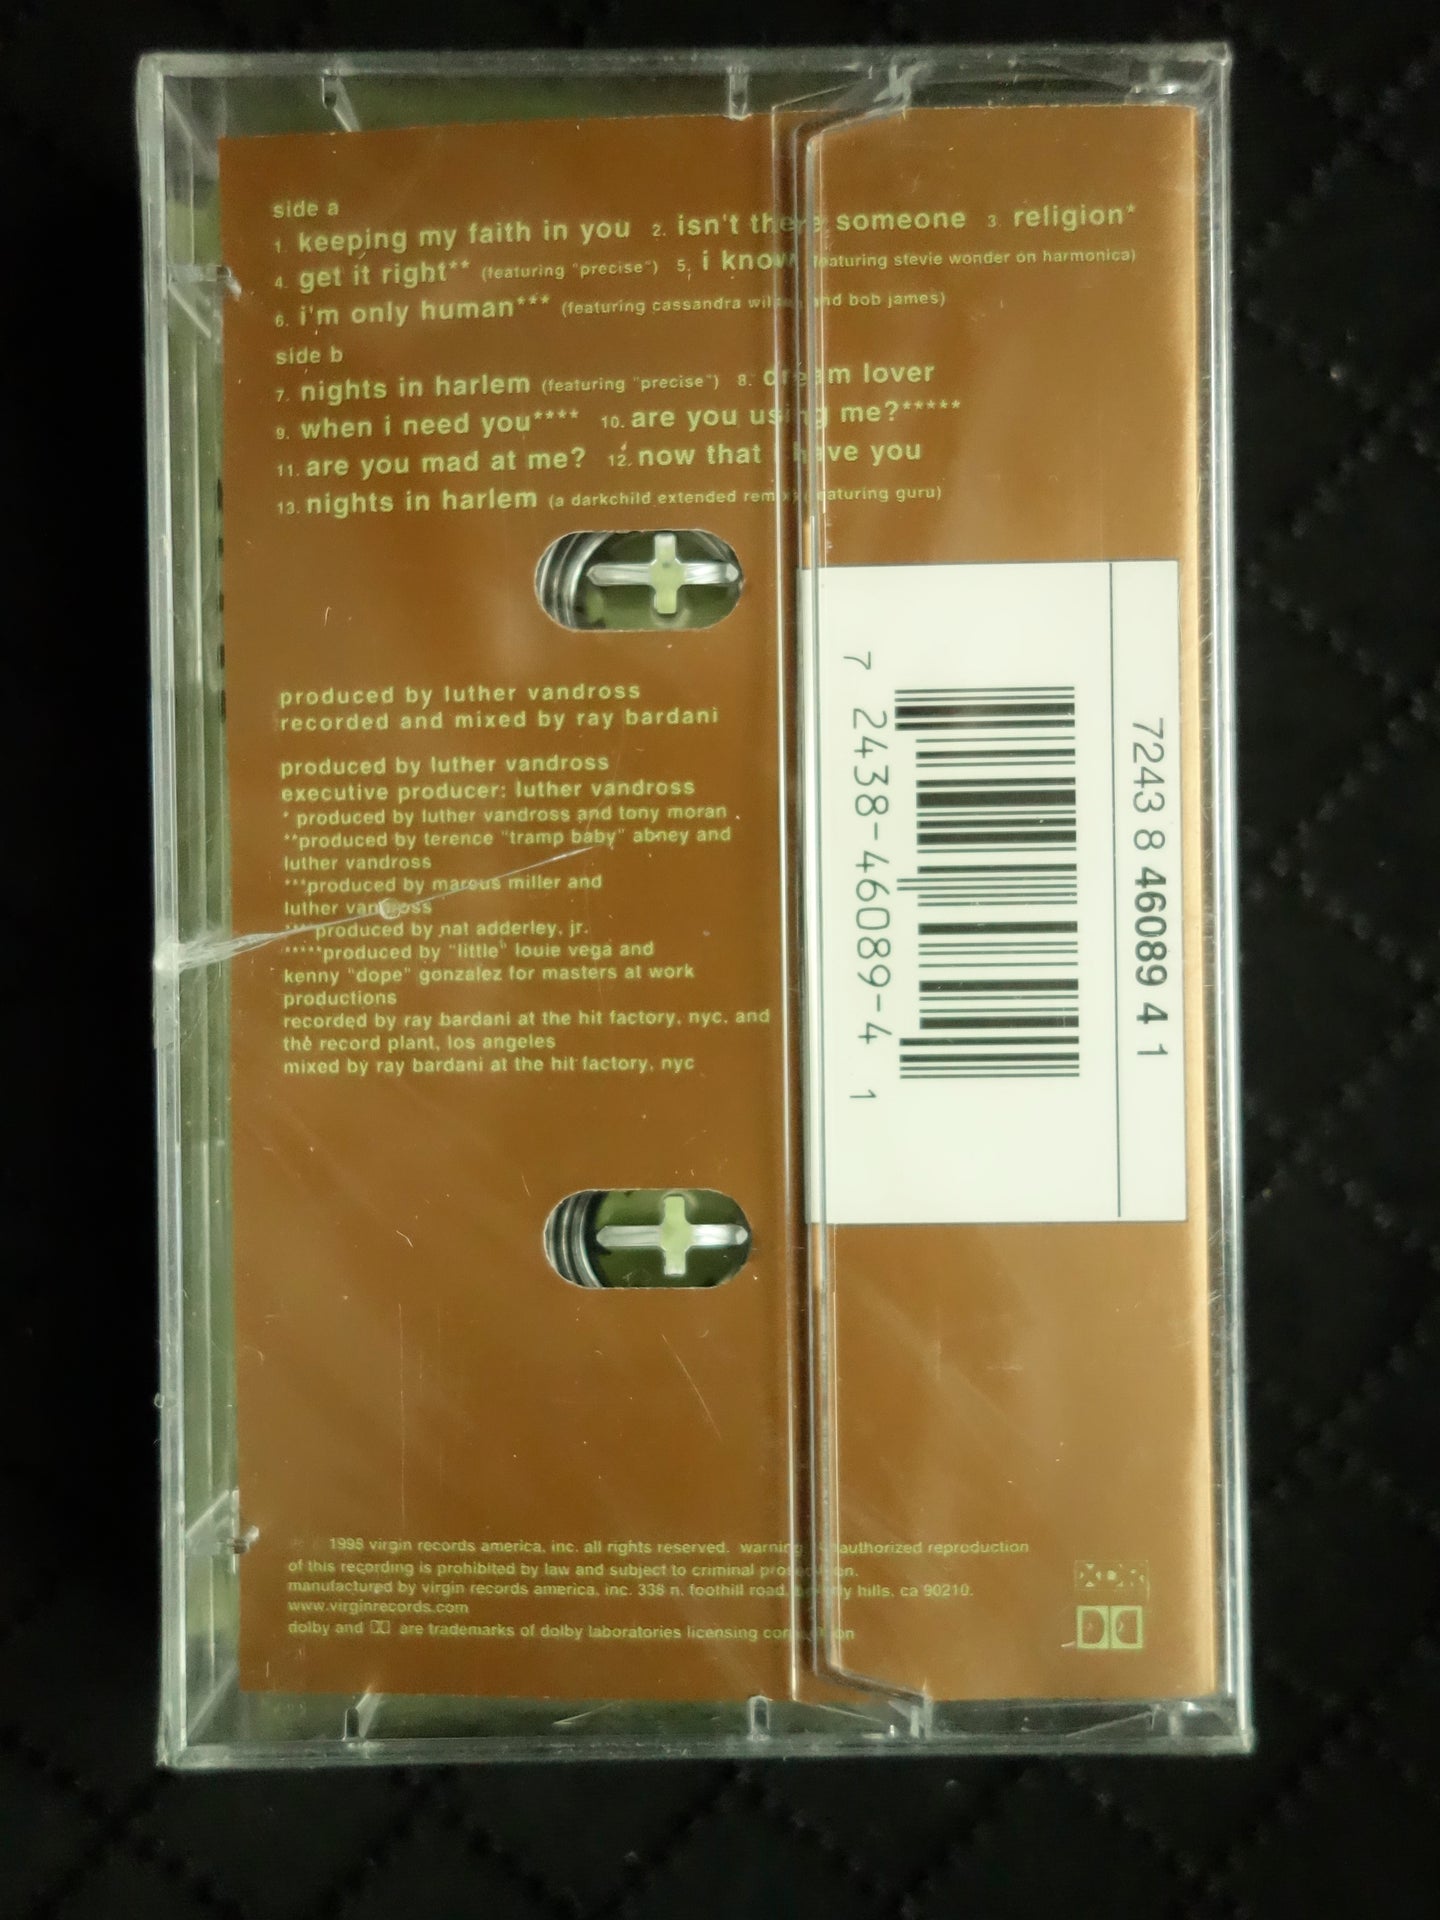 side a
1. keeping my faith in you 2. isn't there someone 3. religion*
4. get it right** (featuring "precise") 5. i know (featuring stevie wonder on harmonica)
6. i'm only human*** (featuring cassandra wilson and bob james)
side b
7. nights in harlem (featuring "precise") 8. dream lover
9. when i need you**** 10. are you using me?*****
11. are you mad at me? 12. now that i have you
13. nights in harlem (a darkchild extended remix featuring guru)
produced by luther vandross
recorded and mixed by ray bardani
produced by luther vandross
executive producer: luther vandross
* produced by luther vandross and tony moran
**produced by terence "tramp baby" abney and
luther vandross
***produced by marcus miller and
luther vandross
**** produced by nat adderley, jr.
*****produced by "little" louie vega and
kenny "dope" gonzalez for masters at work
productions
recorded by ray bardani at the hit factory, nyc, and
the record plant, los angeles
mixed by ray bardani at the hit factory, nyc
7 2438-46089-4 1
7243 8 46089 4 1
1998 virgin records america, inc. all rights reserved. warning: unauthorized reproduction
of this recording is prohibited by law and subject to criminal prosecution.
manufactured by virgin records america, inc. 338 n. foothill road, beverly hills, ca 90210.
www.virginrecords.com
dolby and are trademarks of dolby laboratories licensing corporation